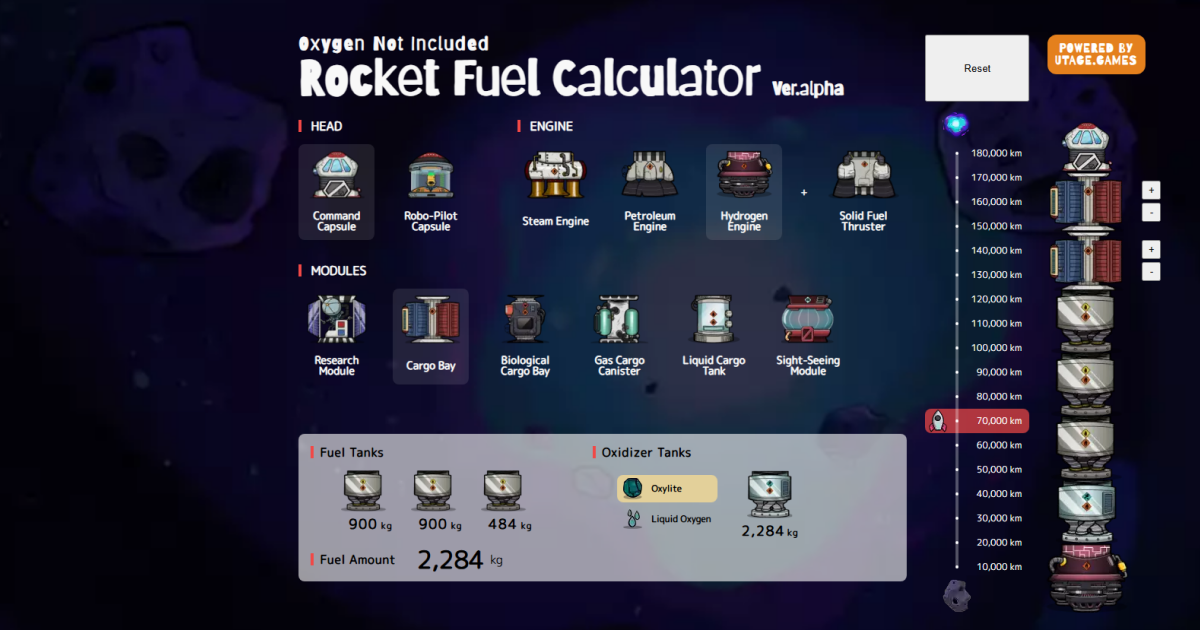 Oxygen Not Included
Rocket Fuel Calculator Ver.alpha
Reset
POWERED BY
UTAGE.GAMES
HEAD
ENGINE
Command
Capsule
Robo-Pilot
Capsule
Steam Engine
Petroleum
Engine
Hydrogen
Engine
+
Solid Fuel
Thruster
MODULES
Research
Module
Cargo Bay
Biological
Cargo Bay
Gas Cargo
Canister
Liquid Cargo
Tank
Sight-Seeing
Module
Fuel Tanks
900 kg
900 kg
484 kg
Fuel Amount 2,284 kg
Oxidizer Tanks
Oxylite
Liquid Oxygen
2,284 kg
180,000 km
170,000 km
160,000 km
150,000 km
140,000 km
130,000 km
120,000 km
110,000 km
100,000 km
90,000 km
80,000 km
70,000 km
60,000 km
50,000 km
40,000 km
30,000 km
20,000 km
10,000 km
+
-
+
-